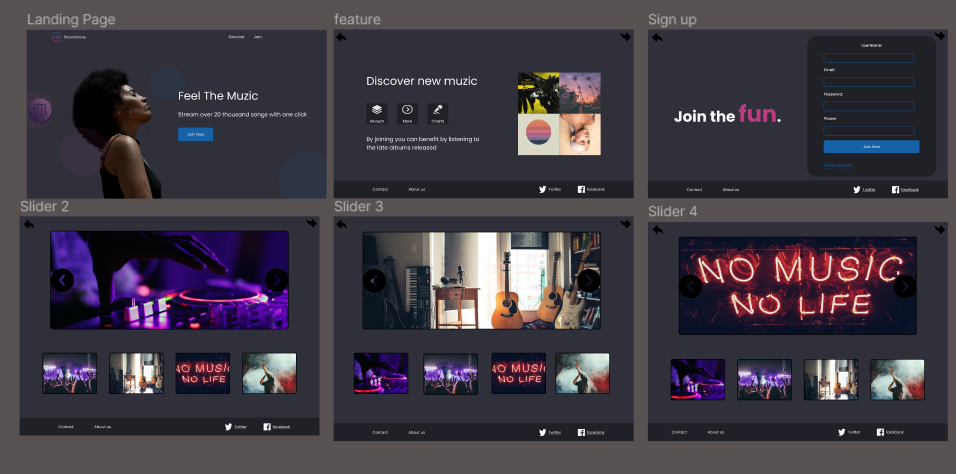 Landing Page
feature
Sign up
Discover
Join
Feel The Muzic
Stream over 20 thousand songs with one click
Join Now
Discover new muzic
Albums
More
Charts
By joining you can benefit by listening to
the late albums released
Contact
About us
Twitter
facebook
Join the fun.
UserName:
Email:
Password:
Phone:
Join Now
Contact
About us
Twitter
facebook
Slider 2
Slider 3
Slider 4
NO MUSIC
NO LIFE
NO MUSIC
NO LIFE
Contact
About us
Twitter
facebook
NO MUSIC
NO LIFE
Contact
About us
Twitter
facebook
Contact
About us
Twitter
facebook